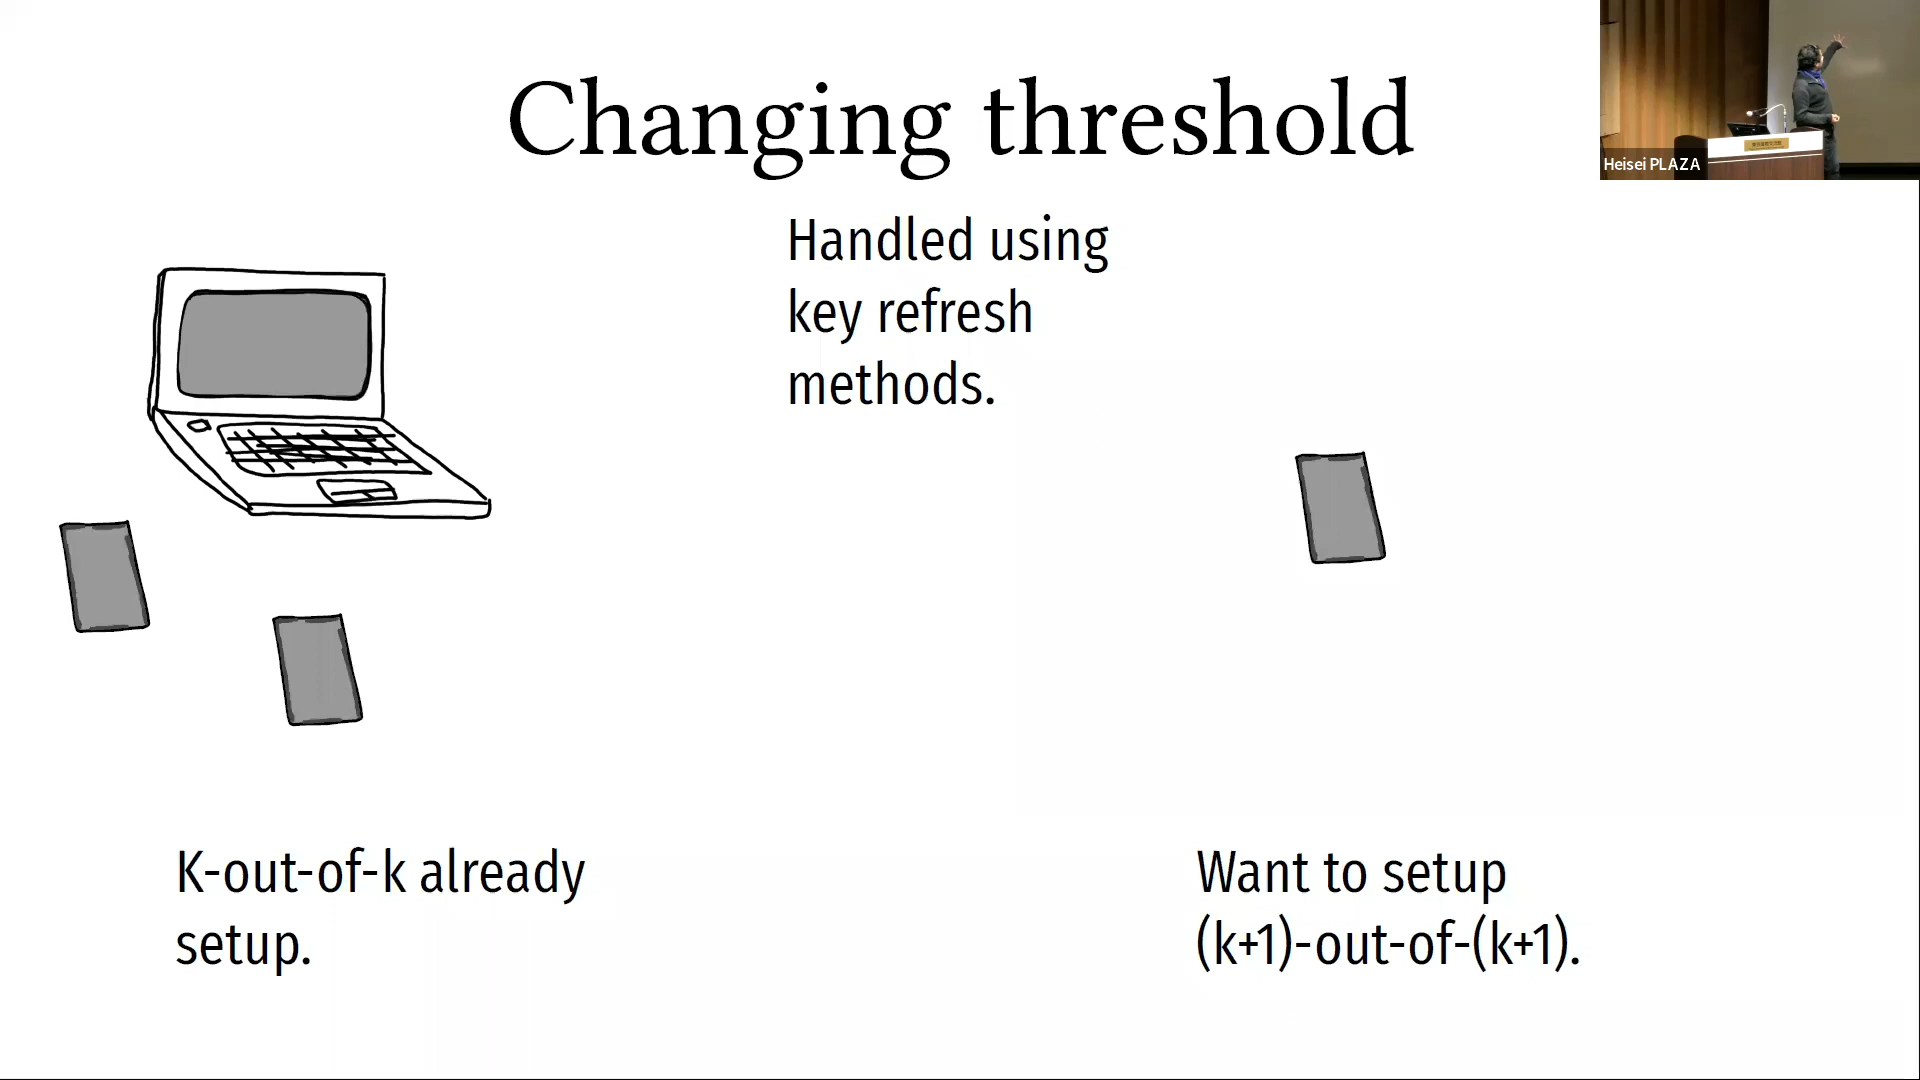 Changing threshold
Heisei PLAZA
Handled using
key refresh
methods.
K-out-of-k already
setup.
Want to setup
(k+1)-out-of-(k+1).